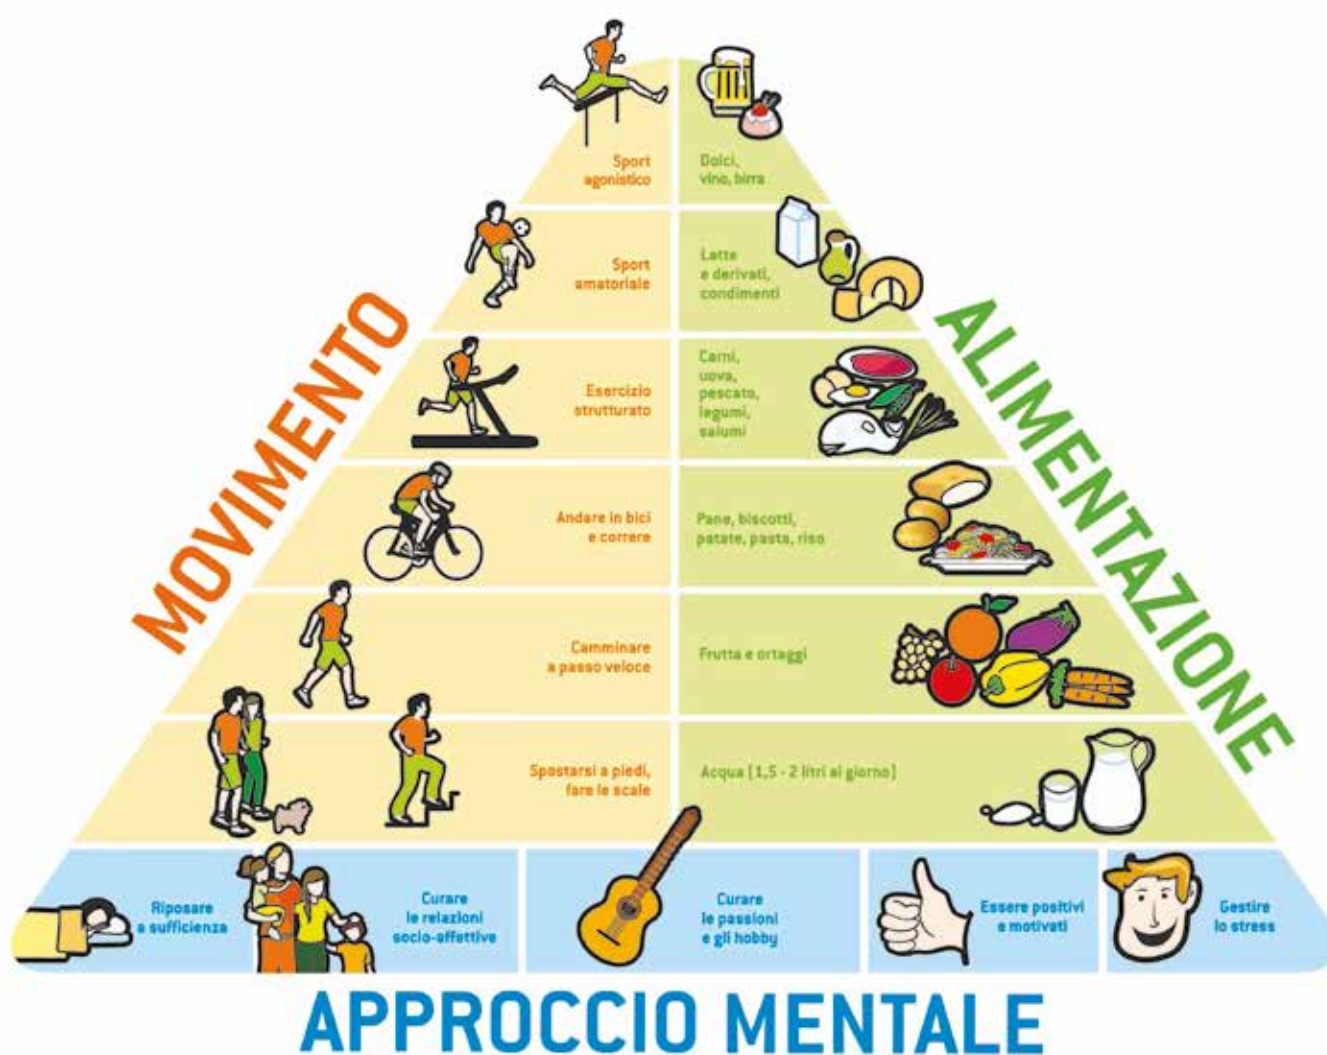 Sport
agonistico
Dolci,
vino, birra
Sport
amatoriale
Latte
e derivati,
condimenti
MOVIMENTO
ALIMENTAZIONE
Esercizio
strutturato
Carni,
uova,
pescato,
legumi,
salumi
Andare in bici
e correre
Pane, biscotti,
patate, pasta, riso
Camminare
a passo veloce
Frutta e ortaggi
Spostarsi a piedi,
fare le scale
Acqua (1,5 - 2 litri al giorno)
Riposare
a sufficienza
Curare
le relazioni
socio-affettive
Curare
le passioni
e gli hobby
Essere positivi
e motivati
Gestire
lo stress
APPROCCIO MENTALE